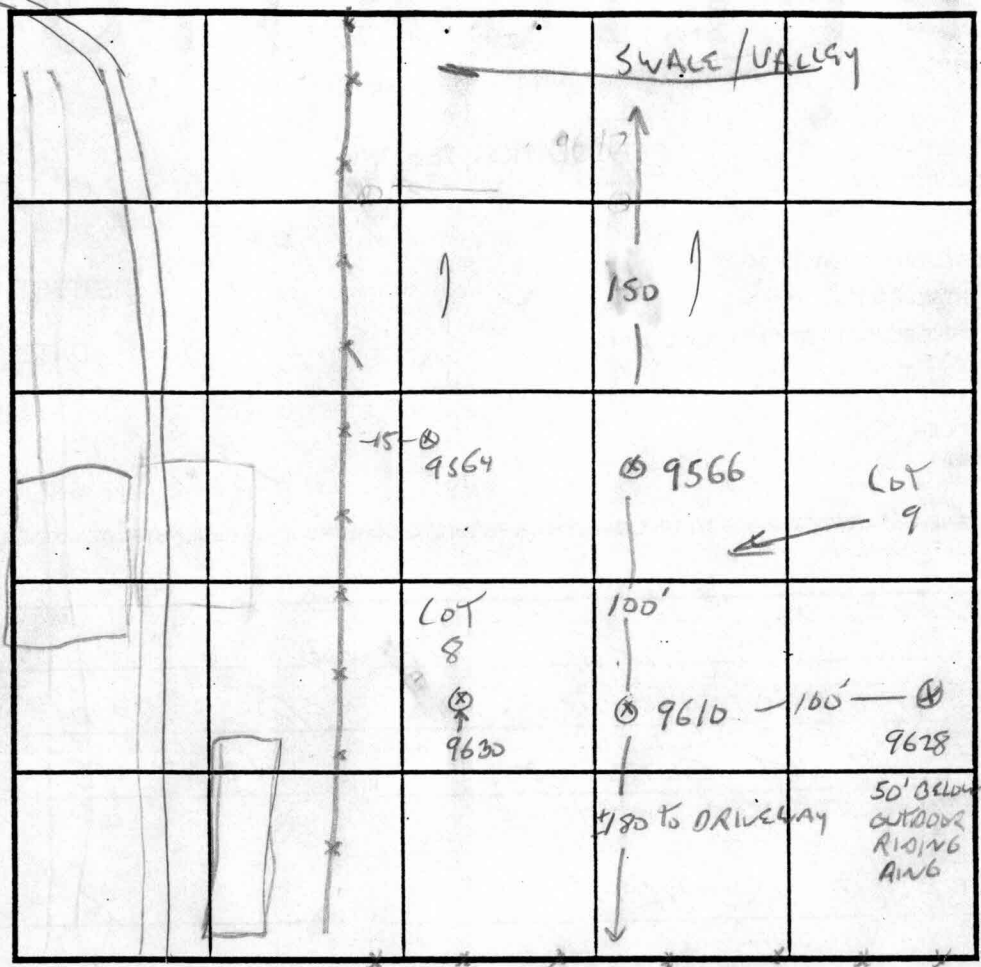 SWALE/VALLEY
150
-15-
9564
9566
LOT
9
LOT
8
100'
9630
9610
100'
9628
±180 TO DRIVEWAY
50' BELOW
OUTDOOR
RIDING
RING